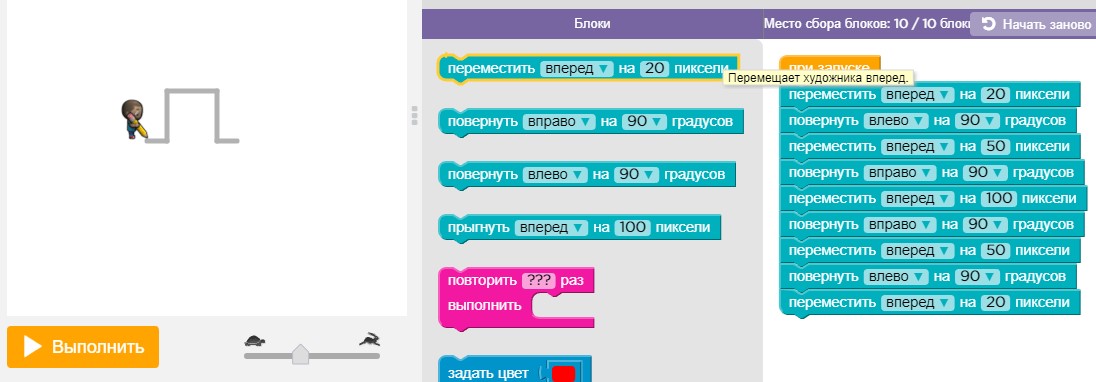 Блоки
Место сбора блоков: 10 / 10 блоки
Начать заново
переместить вперед ▼ на 20 пиксели
Перемещает художника вперед.
повернуть вправо ▼ на 90 ▼ градусов
повернуть влево ▼ на 90 ▼ градусов
прыгнуть вперед ▼ на 100 пиксели
повторить ??? раз
выполнить
задать цвет
при запуске
переместить вперед ▼ на 20 пиксели
повернуть влево ▼ на 90 ▼ градусов
переместить вперед ▼ на 50 пиксели
повернуть вправо ▼ на 90 ▼ градусов
переместить вперед ▼ на 100 пиксели
повернуть вправо ▼ на 90 ▼ градусов
переместить вперед ▼ на 50 пиксели
повернуть влево ▼ на 90 ▼ градусов
переместить вперед ▼ на 20 пиксели
Выполнить